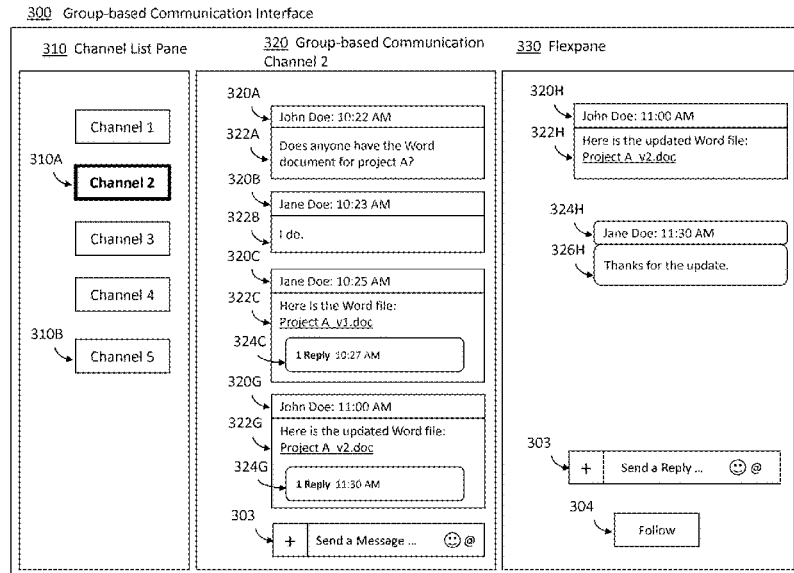 300 Group-based Communication Interface
310 Channel List Pane
310A
Channel 1
Channel 2
Channel 3
Channel 4
310B
Channel 5
320 Group-based Communication
Channel 2
320A
John Doe: 10:22 AM
322A
Does anyone have the Word
document for project A?
320B
Jane Doe: 10:23 AM
322B
I do.
320C
Jane Doe: 10:25 AM
322C
Here is the Word file:
Project A_v1.doc
324C
1 Reply 10:27 AM
320G
John Doe: 11:00 AM
322G
Here is the updated Word file:
Project A_v2.doc
324G
1 Reply 11:30 AM
303
+ Send a Message ... @
330 Flexpane
320H
John Doe: 11:00 AM
322H
Here is the updated Word file:
Project A_v2.doc
324H
Jane Doe: 11:30 AM
326H
Thanks for the update.
303
+ Send a Reply ... @
304
Follow